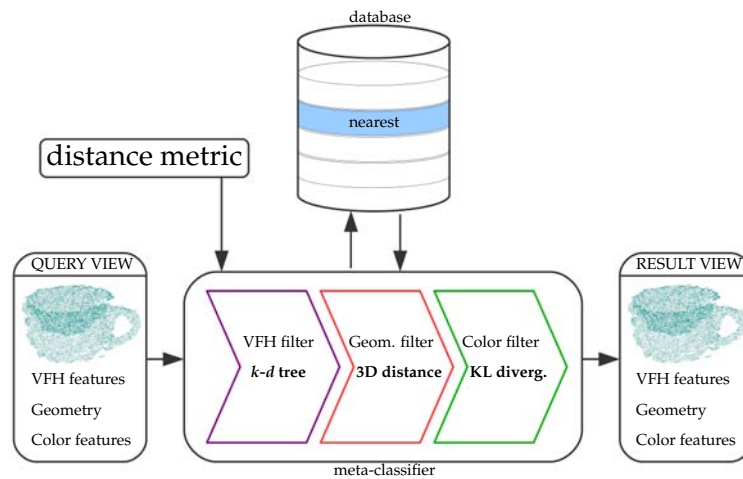 database
nearest
distance metric
QUERY VIEW
VFH features
Geometry
Color features
VFH filter
k-d tree
Geom. filter
3D distance
Color filter
KL diverg.
meta-classifier
RESULT VIEW
VFH features
Geometry
Color features